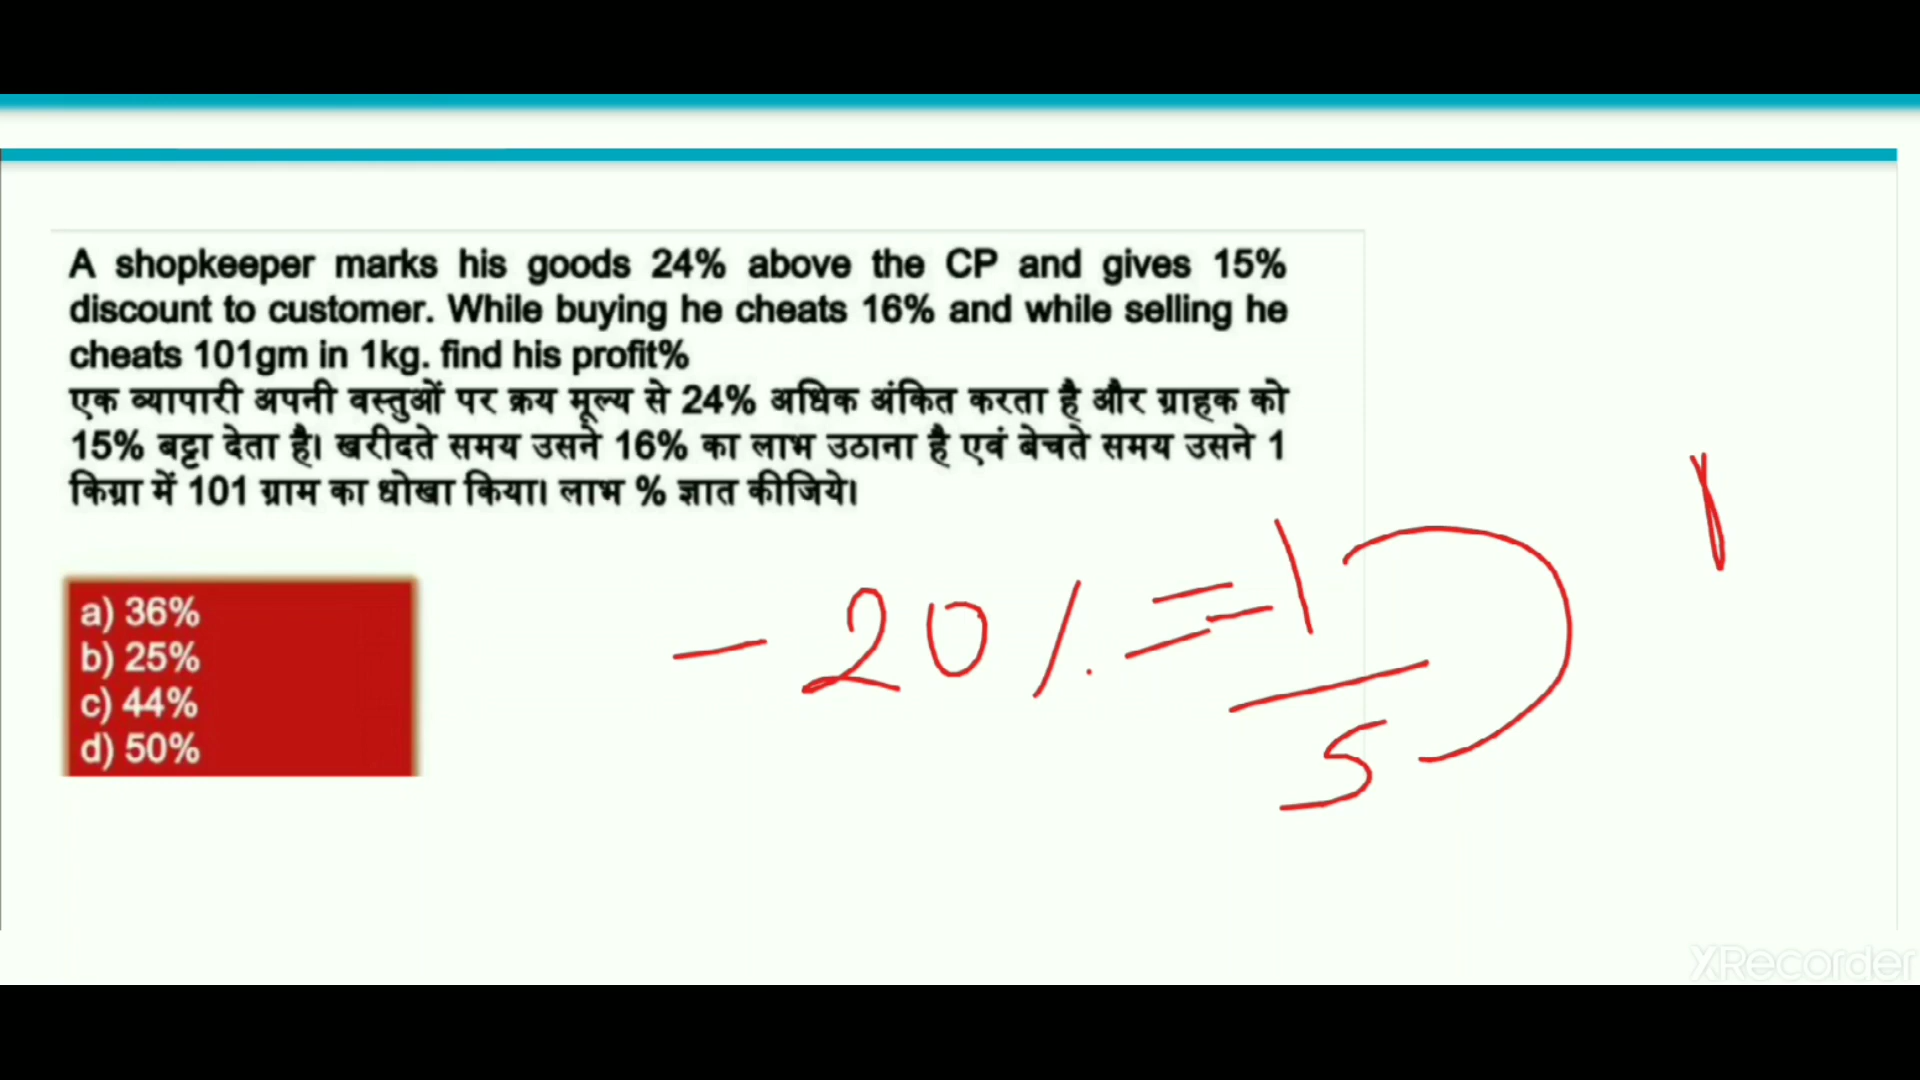 A shopkeeper marks his goods 24% above the CP and gives 15%
discount to customer. While buying he cheats 16% and while selling he
cheats 101gm in 1kg. find his profit%
एक व्यापारी अपनी वस्तुओं पर क्रय मूल्य से 24% अधिक अंकित करता है और ग्राहक को
15% बट्टा देता है। खरीदते समय उसने 16% का लाभ उठाना है एवं बेचते समय उसने 1
किग्रा में 101 ग्राम का धोखा किया। लाभ % ज्ञात कीजिये।
a) 36%
b) 25%
c) 44%
d) 50%
- 20 % = -1/5
1
XRecorder